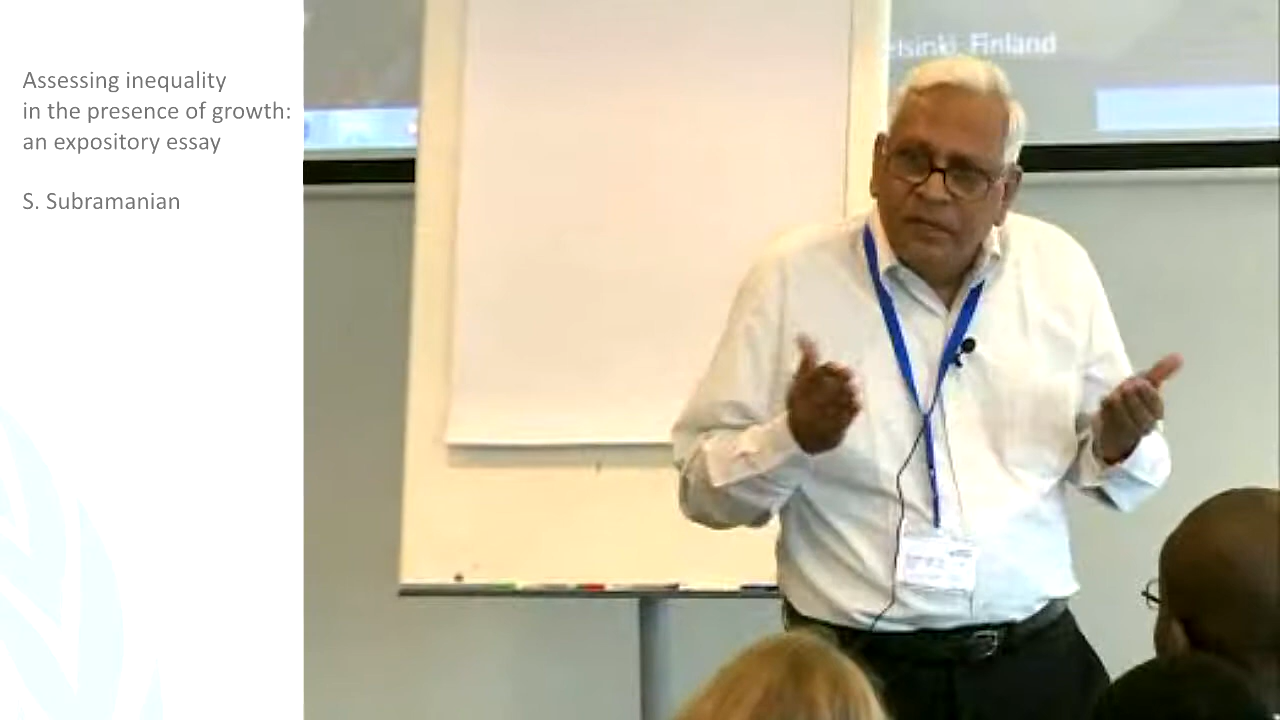 Assessing inequality
in the presence of growth:
an expository essay
S. Subramanian
Finland